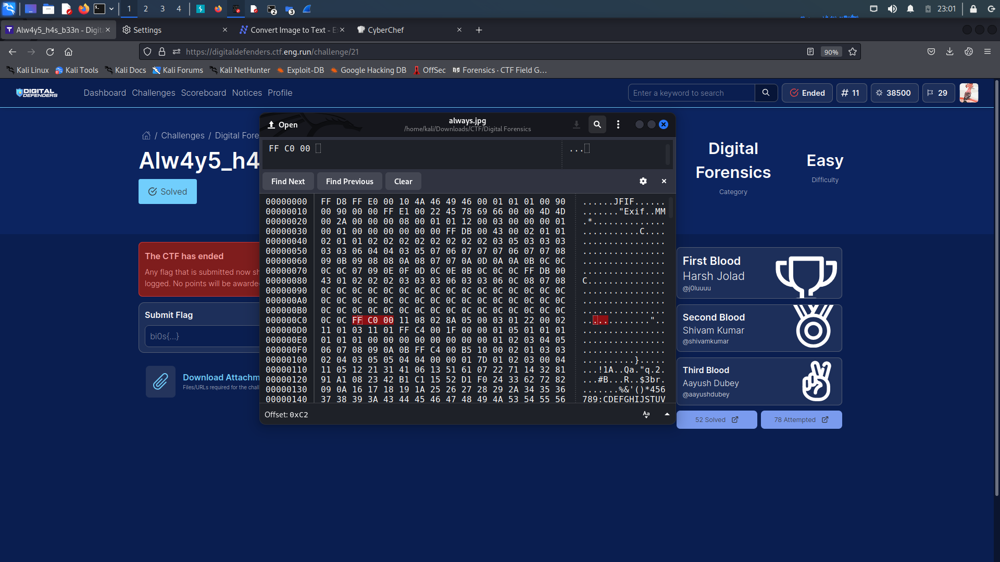 1 2 3 4 2 3 23:01
Alw4y5_h4s_b33n - Digit
Settings
Convert Image to Text - E
CyberChef
https://digitaldefenders.ctf.eng.run/challenge/21
90%
Kali Linux Kali Tools Kali Docs Kali Forums Kali NetHunter Exploit-DB Google Hacking DB OffSec Forensics · CTF Field G…
DIGITAL DEFENDERS
Dashboard Challenges Scoreboard Notices Profile
Enter a keyword to search
Ended
# 11
38500
29
/ Challenges / Digital Fore
Alw4y5_h4
Solved
Digital Forensics
Category
Easy
Difficulty
The CTF has ended
Any flag that is submitted now sh
logged. No points will be awarde
Submit Flag
bi0s{...}
Download Attachm
Files/URLs required for the chall
Open
always.jpg
/home/kali/Downloads/CTF/Digital Forensics
FF C0 00 ...
Find Next Find Previous Clear
00000000 FF D8 FF E0 00 10 4A 46 49 46 00 01 01 01 00 90 ......JFIF......
00000010 00 90 00 00 FF E1 00 22 45 78 69 66 00 00 4D 4D ......."Exif..MM
00000020 00 2A 00 00 00 08 00 01 01 12 00 03 00 00 00 01 .*..............
00000030 00 01 00 00 00 00 00 00 FF DB 00 43 00 02 01 01 ...........C....
00000040 02 01 01 02 02 02 02 02 02 02 02 03 05 03 03 03 ................
00000050 03 03 06 04 04 03 05 07 06 07 07 07 06 07 07 08 ................
00000060 09 0B 09 08 08 0A 08 07 07 0A 0D 0A 0A 0B 0C 0C ................
00000070 0C 0C 07 09 0E 0F 0D 0C 0E 0B 0C 0C 0C FF DB 00 ................
00000080 43 01 02 02 02 03 03 03 06 03 03 06 0C 08 07 08 C...............
00000090 0C 0C 0C 0C 0C 0C 0C 0C 0C 0C 0C 0C 0C 0C 0C 0C ................
000000A0 0C 0C 0C 0C 0C 0C 0C 0C 0C 0C 0C 0C 0C 0C 0C 0C ................
000000B0 0C 0C 0C 0C 0C 0C 0C 0C 0C 0C 0C 0C 0C 0C 0C 0C ................
000000C0 0C 0C FF C0 00 11 08 02 8A 05 00 03 01 22 00 02 ............."..
000000D0 11 01 03 11 01 FF C4 00 1F 00 00 01 05 01 01 01 ................
000000E0 01 01 01 00 00 00 00 00 00 00 00 01 02 03 04 05 ................
000000F0 06 07 08 09 0A 0B FF C4 00 B5 10 00 02 01 03 03 ................
00000100 02 04 03 05 05 04 04 00 00 01 7D 01 02 03 00 04 ..........}.....
00000110 11 05 12 21 31 41 06 13 51 61 07 22 71 14 32 81 ...!1A..Qa."q.2.
00000120 91 A1 08 23 42 B1 C1 15 52 D1 F0 24 33 62 72 82 ...#B...R..$3br.
00000130 09 0A 16 17 18 19 1A 25 26 27 28 29 2A 34 35 36 .......%&'()*456
00000140 37 38 39 3A 43 44 45 46 47 48 49 4A 53 54 55 56 789:CDEFGHIJSTUV
Offset: 0xC2
First Blood
Harsh Jolad
@j0luuuu
Second Blood
Shivam Kumar
@shivamkumar
Third Blood
Aayush Dubey
@aayushdubey
52 Solved
78 Attempted